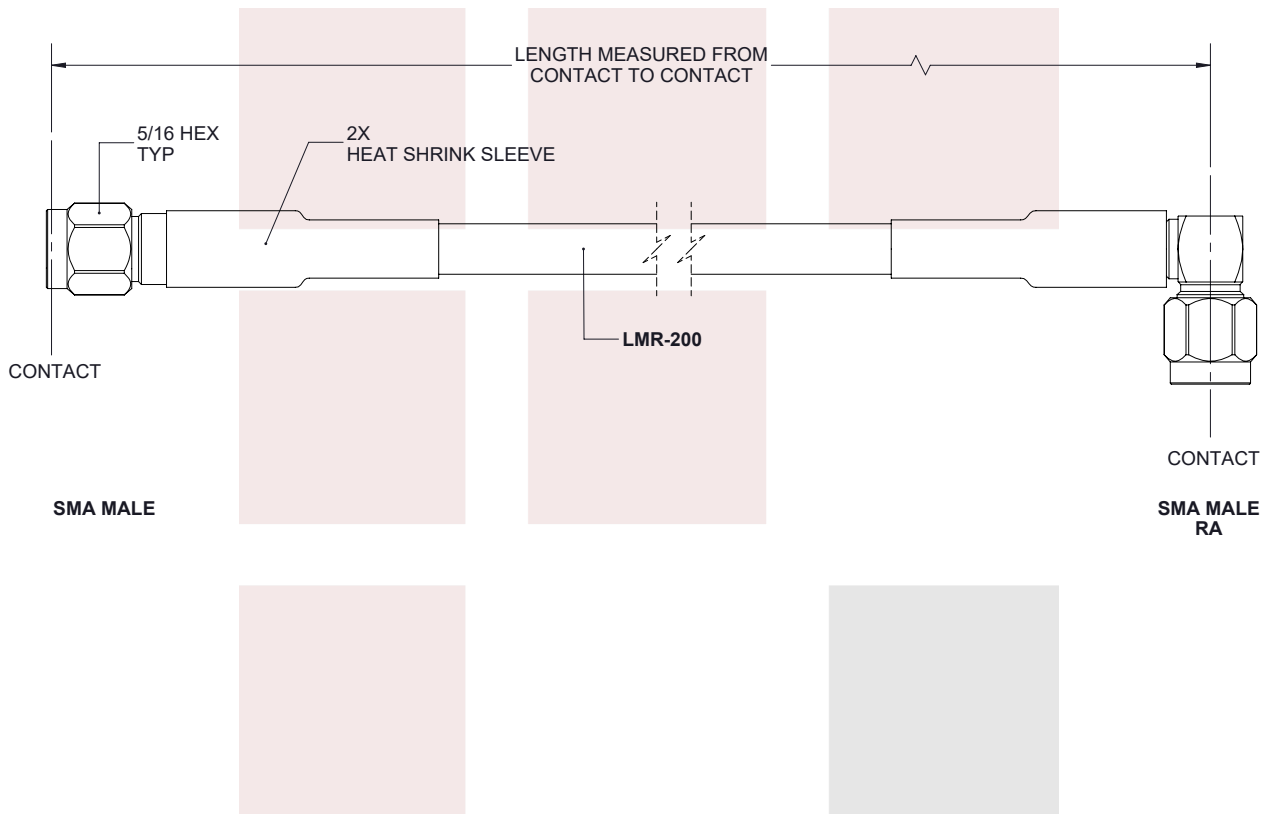 LENGTH MEASURED FROM
CONTACT TO CONTACT
5/16 HEX
TYP
2X
HEAT SHRINK SLEEVE
LMR-200
CONTACT
CONTACT
SMA MALE
SMA MALE
RA